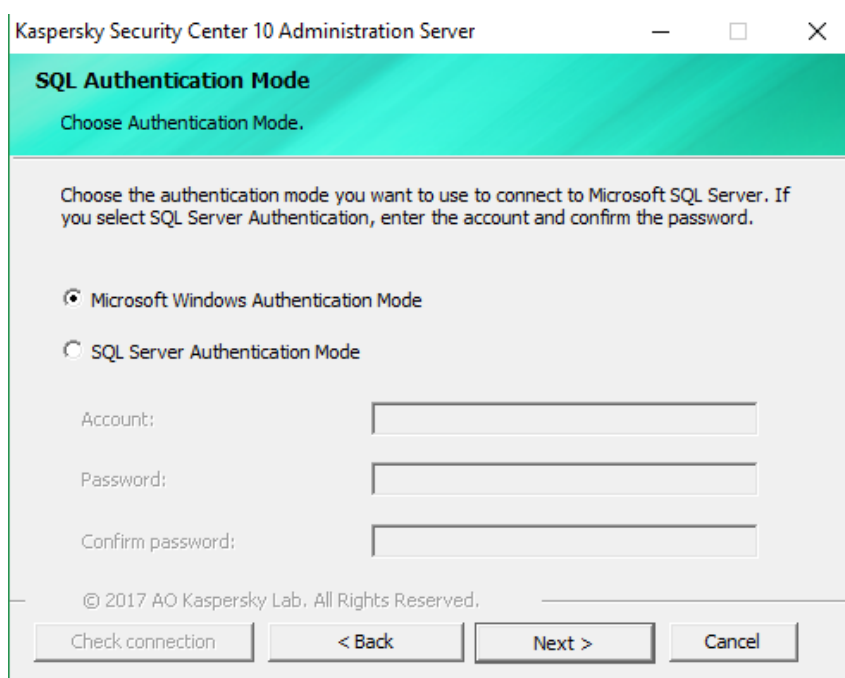 Kaspersky Security Center 10 Administration Server
SQL Authentication Mode
Choose Authentication Mode.
Choose the authentication mode you want to use to connect to Microsoft SQL Server. If
you select SQL Server Authentication, enter the account and confirm the password.
Microsoft Windows Authentication Mode
SQL Server Authentication Mode
Account:
Password:
Confirm password:
© 2017 AO Kaspersky Lab. All Rights Reserved.
Check connection < Back Next > Cancel